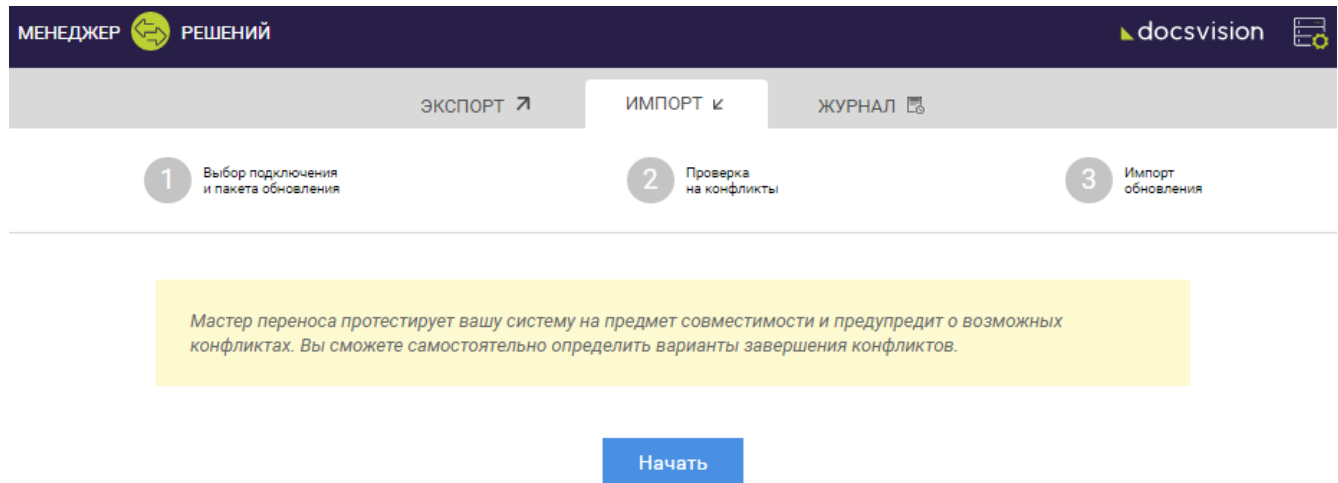 МЕНЕДЖЕР РЕШЕНИЙ docsvision
ЭКСПОРТ ИМПОРТ ЖУРНАЛ
1 Выбор подключения
и пакета обновления
2 Проверка
на конфликты
3 Импорт
обновления
Мастер переноса протестирует вашу систему на предмет совместимости и предупредит о возможных
конфликтах. Вы сможете самостоятельно определить варианты завершения конфликтов.
Начать